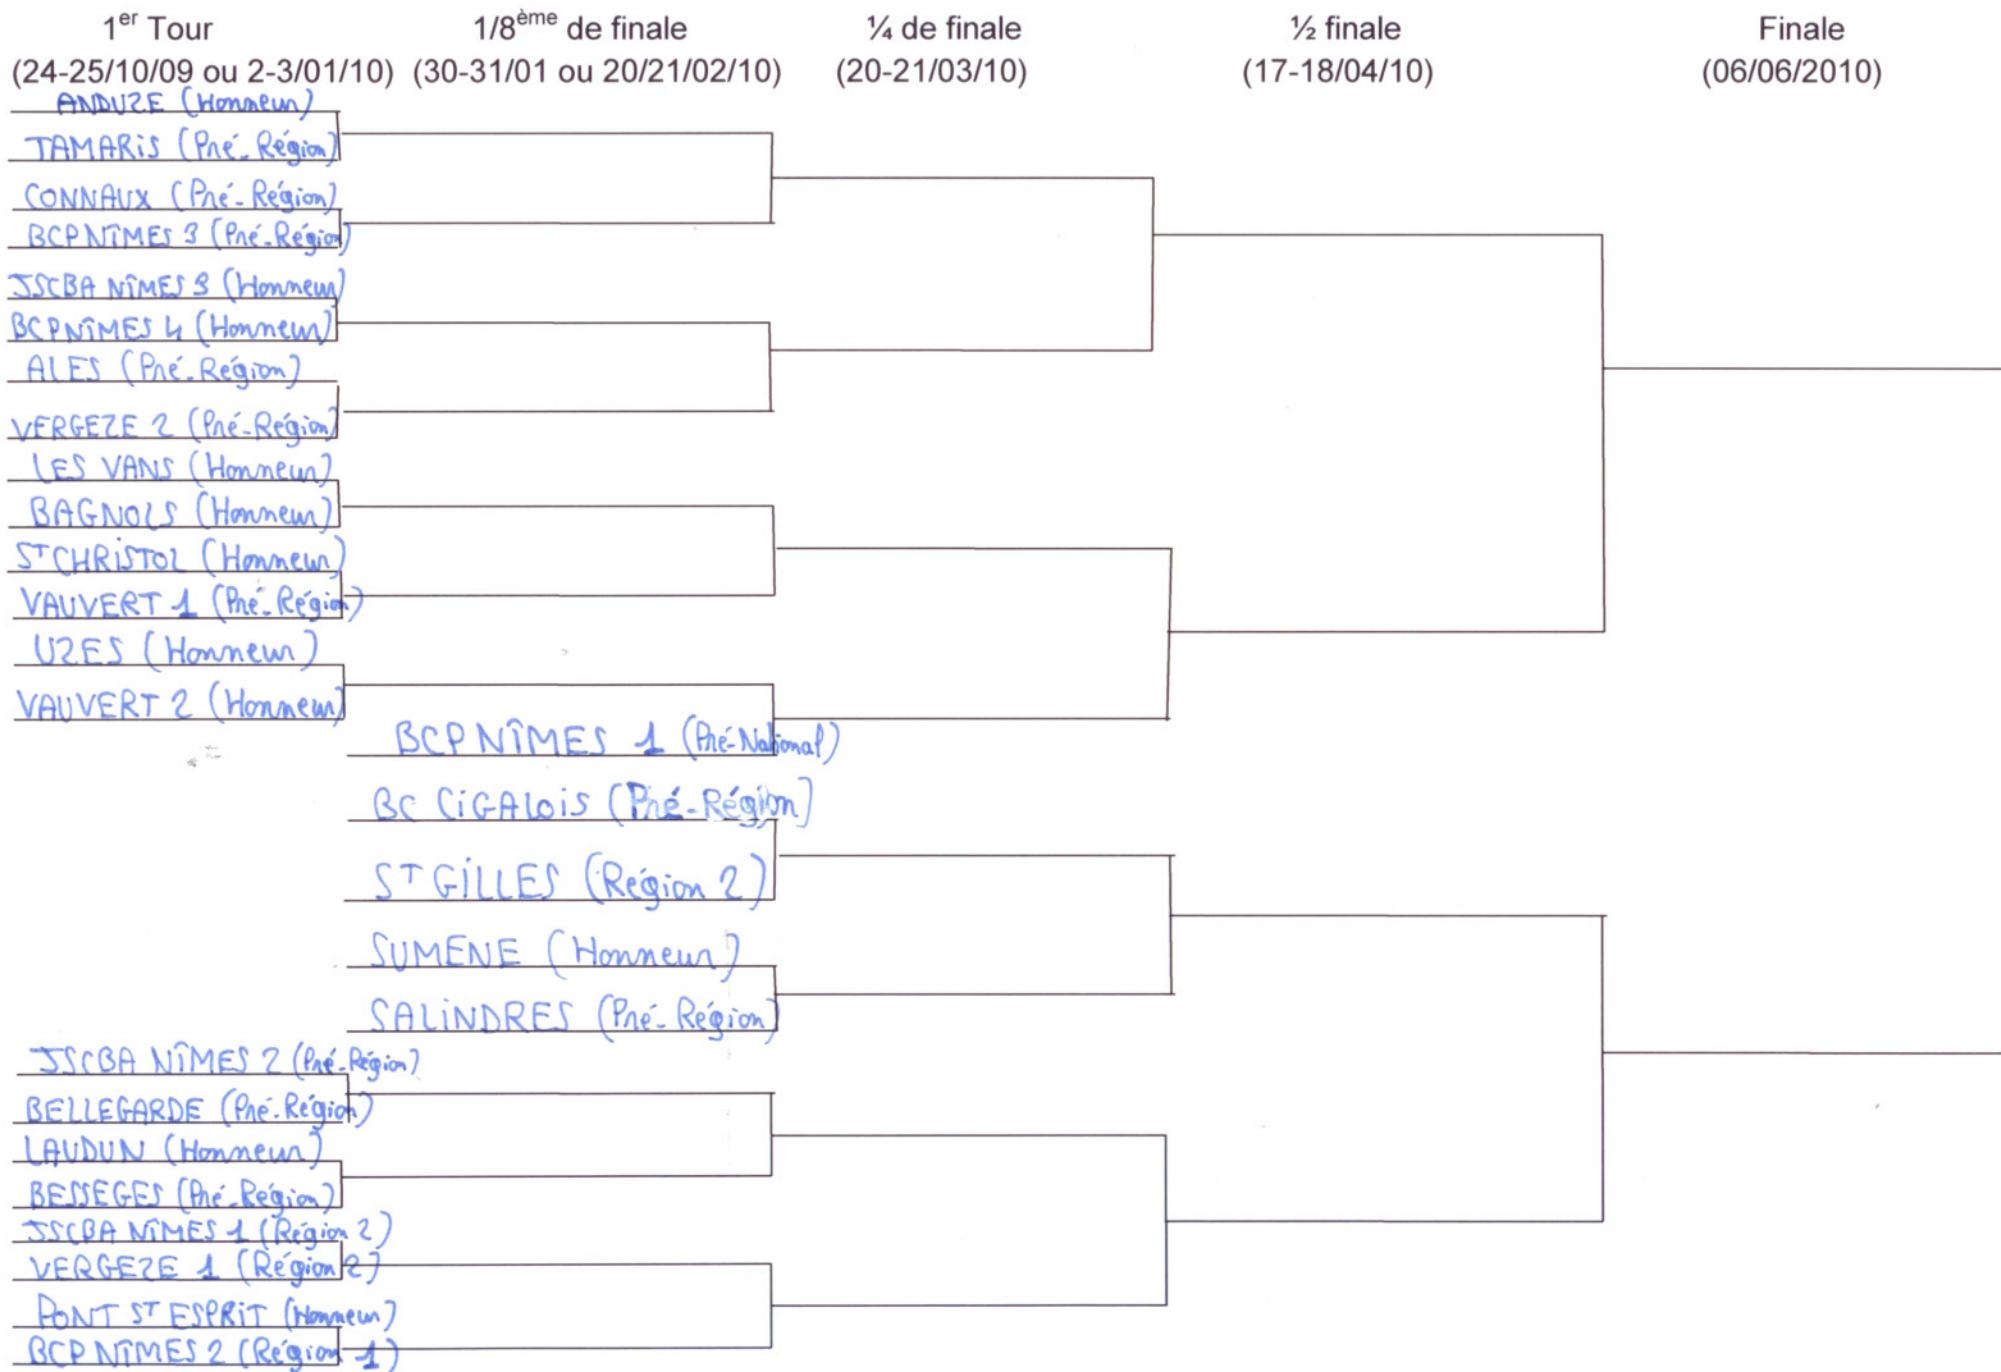 1er Tour 1/8ème de finale ¼ de finale ½ finale Finale
(24-25/10/09 ou 2-3/01/10) (30-31/01 ou 20/21/02/10) (20-21/03/10) (17-18/04/10) (06/06/2010)
ANDUZE (Honneur)
TAMARIS (Pré-Région)
CONNAUX (Pré-Région)
BCP NÎMES 3 (Pré-Région)
JSCBA NÎMES 3 (Honneur)
BCP NÎMES 4 (Honneur)
ALES (Pré-Région)
VERGEZE 2 (Pré-Région)
LES VANS (Honneur)
BAGNOLS (Honneur)
ST CHRISTOL (Honneur)
VAUVERT 1 (Pré-Région)
UZES (Honneur)
VAUVERT 2 (Honneur)
BCP NÎMES 1 (Pré-National)
BC CIGALOIS (Pré-Région)
ST GILLES (Région 2)
SUMENE (Honneur)
SALINDRES (Pré-Région)
JSCBA NÎMES 2 (Pré-Région)
BELLEGARDE (Pré-Région)
LAUDUN (Honneur)
BESSEGES (Pré-Région)
JSCBA NÎMES 1 (Région 2)
VERGEZE 1 (Région 2)
PONT ST ESPRIT (Honneur)
BCP NÎMES 2 (Région 1)